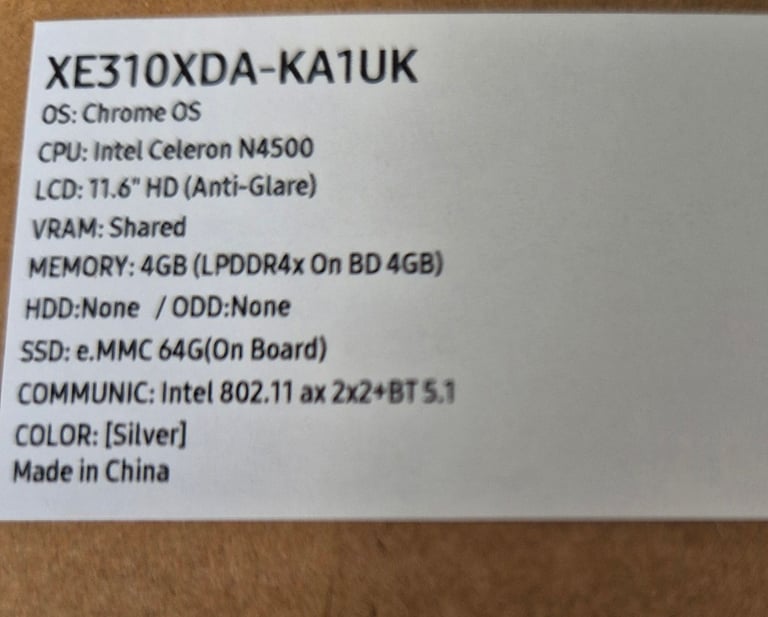 XE310XDA-KA1UK
OS: Chrome OS
CPU: Intel Celeron N4500
LCD: 11.6" HD (Anti-Glare)
VRAM: Shared
MEMORY: 4GB (LPDDR4x On BD 4GB)
HDD:None / ODD:None
SSD: e.MMC 64G(On Board)
COMMUNIC: Intel 802.11 ax 2x2+BT 5.1
COLOR: [Silver]
Made in China